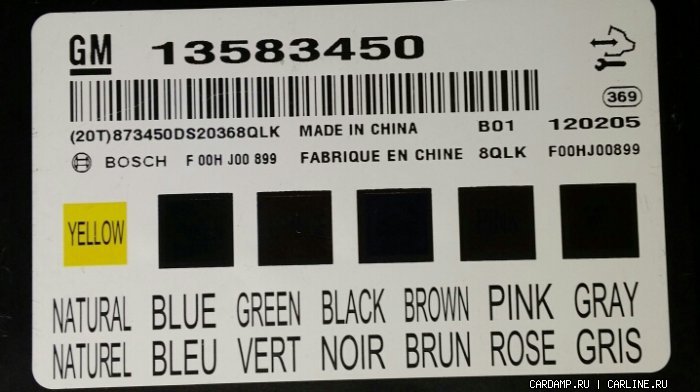 GM 13583450
369
(20T)873450DS20368QLK MADE IN CHINA B01 120205
BOSCH F 00H J00 899 FABRIQUE EN CHINE 8QLK F00HJ00899
YELLOW
NATURAL BLUE GREEN BLACK BROWN PINK GRAY
NATUREL BLEU VERT NOIR BRUN ROSE GRIS
CARDAMP.RU | CARLINE.RU